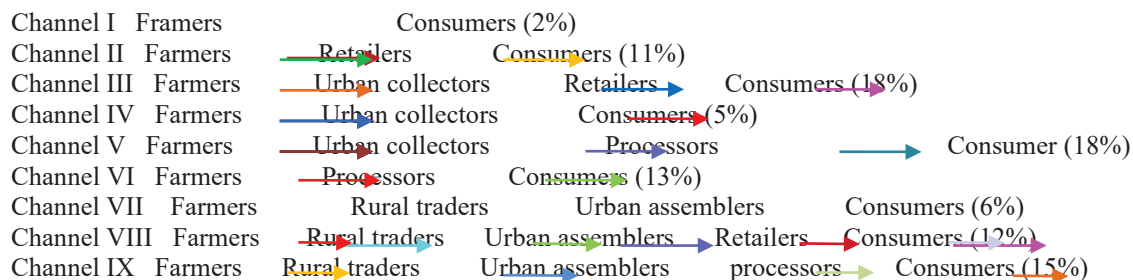 Channel I Framers Consumers (2%)
Channel II Farmers Retailers Consumers (11%)
Channel III Farmers Urban collectors Retailers Consumers (18%)
Channel IV Farmers Urban collectors Consumers (5%)
Channel V Farmers Urban collectors Processors Consumer (18%)
Channel VI Farmers Processors Consumers (13%)
Channel VII Farmers Rural traders Urban assemblers Consumers (6%)
Channel VIII Farmers Rural traders Urban assemblers Retailers Consumers (12%)
Channel IX Farmers Rural traders Urban assemblers processors Consumers (15%)